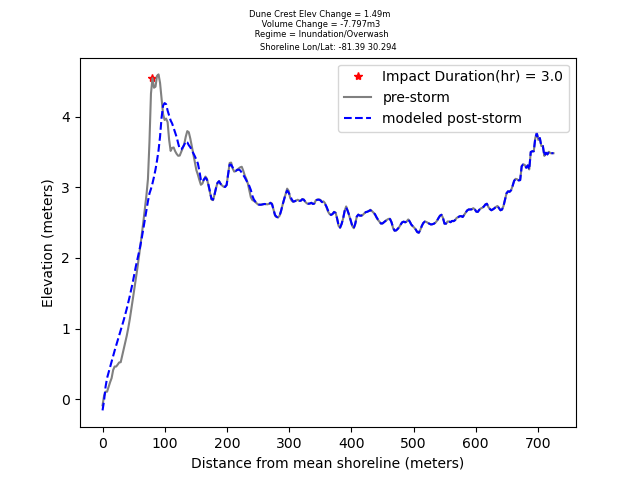 Dune Crest Elev Change = 1.49m
Volume Change = -7.797m3
Regime = Inundation/Overwash
Shoreline Lon/Lat: -81.39 30.294
Impact Duration(hr) = 3.0
pre-storm
modeled post-storm
Elevation (meters)
4
3
2
1
0
0 100 200 300 400 500 600 700
Distance from mean shoreline (meters)